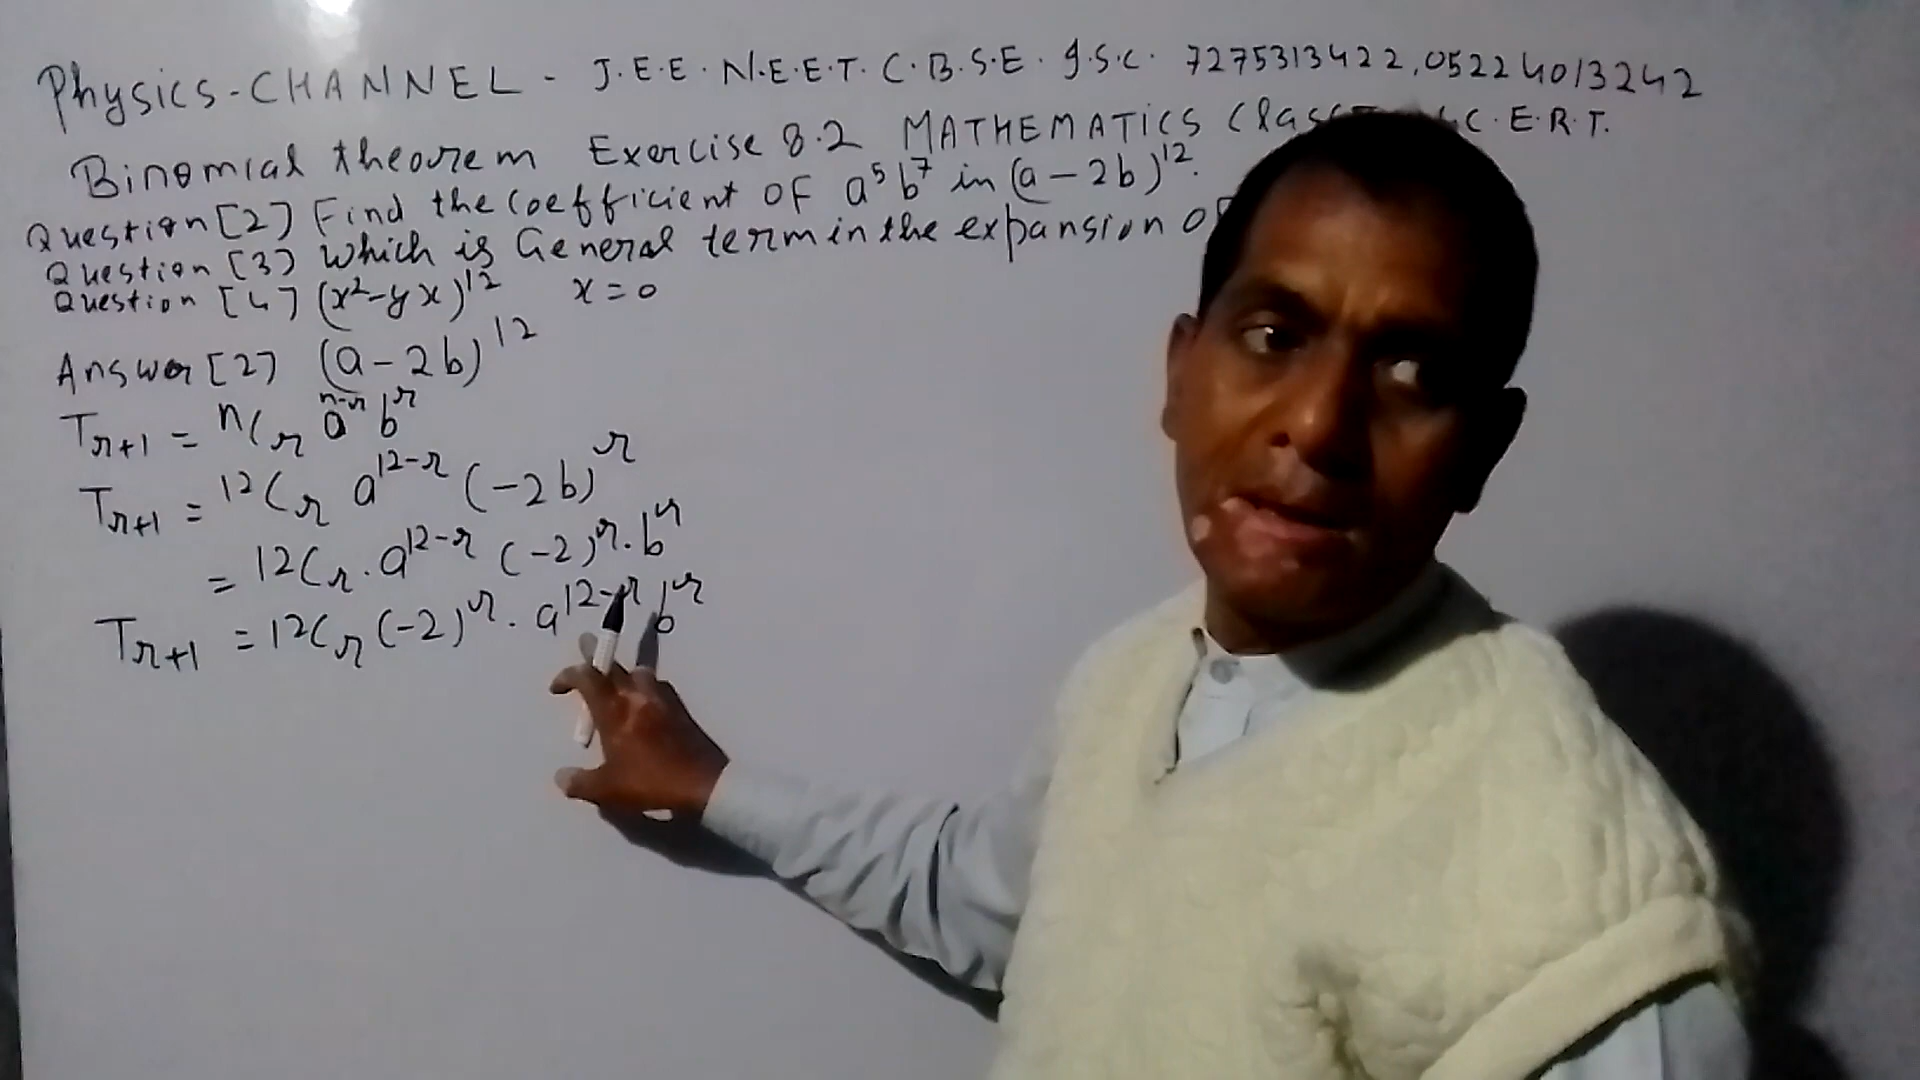 Physics-CHANNEL - J.E.E. N.E.E.T. C.B.S.E. I.S.C. 7275313422, 05224013242
Binomial theorem Exercise 8.2 MATHEMATICS Class C.E.R.T.
Question [2] Find the coefficient of a⁵b⁷ in (a-2b)¹².
Question [3] Which is General term in the expansion of
Question [4] (x²-yx)¹² x=0
Answer [2] (a-2b)¹²
Tᵣ₊₁ = ⁿCᵣ aⁿ⁻ʳ bʳ
Tᵣ₊₁ = ¹²Cᵣ a¹²⁻ʳ (-2b)ʳ
= 12Cᵣ . a¹²⁻ʳ (-2)ʳ . bʳ
Tᵣ₊₁ = 12Cᵣ (-2)ʳ . a¹²⁻ʳ bʳ